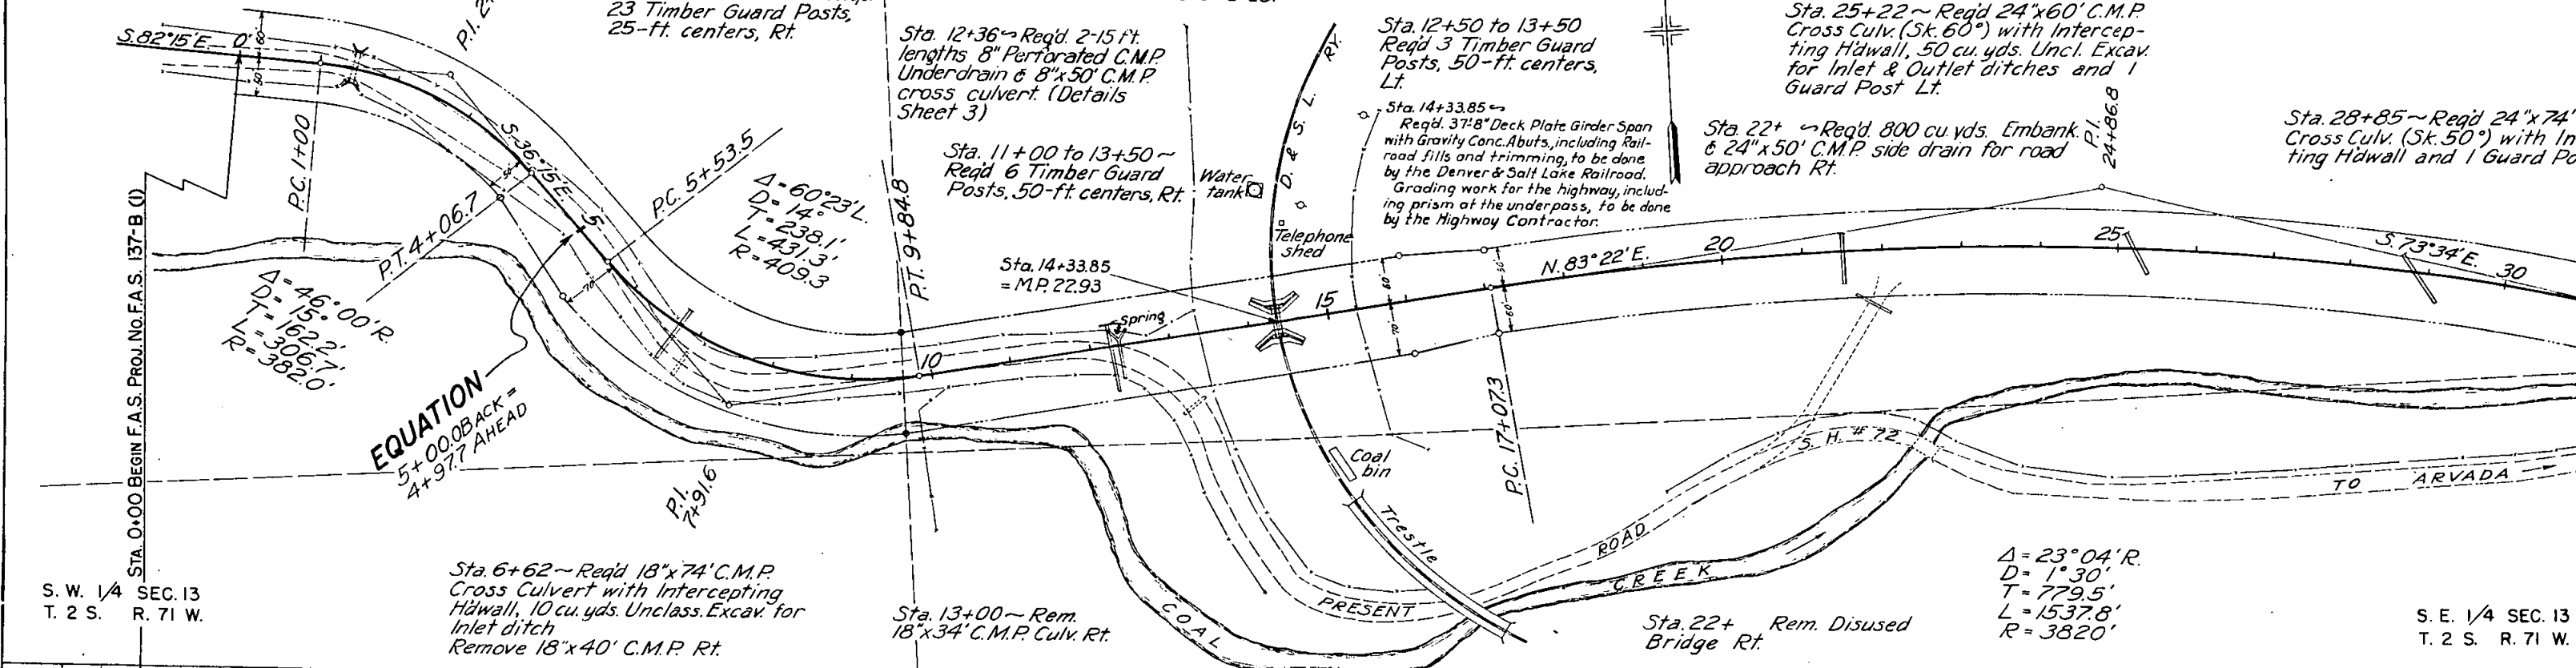 23 Timber Guard Posts,
25-ft. centers, Rt.
Sta. 12+36 ~ Req'd. 2-15 ft.
lengths 8" Perforated C.M.P.
Underdrain & 8"x50' C.M.P.
cross culvert. (Details
Sheet 3)
Sta. 11+00 to 13+50 ~
Req'd 6 Timber Guard
Posts, 50-ft. centers, Rt.
Sta. 12+50 to 13+50
Req'd 3 Timber Guard
Posts, 50-ft. centers,
Lt.
Sta. 14+33.85 ~
Req'd. 37'-8" Deck Plate Girder Span
with Gravity Conc. Abuts., including Rail-
road fills and trimming, to be done
by the Denver & Salt Lake Railroad.
Grading work for the highway, includ-
ing prism at the underpass, to be done
by the Highway Contractor.
Sta. 25+22 ~ Req'd 24"x60' C.M.P.
Cross Culv. (Sk. 60°) with Intercep-
ting H'dwall, 50 cu. yds. Uncl. Excav.
for Inlet & Outlet ditches and 1
Guard Post Lt.
Sta. 22+ ~ Req'd. 800 cu. yds. Embank.
& 24"x50' C.M.P. side drain for road
approach Rt.
P.I.
24+86.8
Sta. 28+85 ~ Req'd 24"x74'
Cross Culv. (Sk. 50°) with In
ting H'dwall and 1 Guard Po
S. 82°15' E.
0
60
50
P.C. 1+00
P.I. 2
S. 36°15' E.
5
50
70
P.T. 4+06.7
P.C. 5+53.5
Δ = 46°00' R.
D = 15°
T = 162.2'
L = 306.7'
R = 382.0'
Δ = 60°23' L.
D = 14°
T = 238.1'
L = 431.3'
R = 409.3
EQUATION
5+00.0 BACK =
4+97.7 AHEAD
P.I.
7+91.6
P.T. 9+84.8
10
Spring
Sta. 14+33.85
= M.P. 22.93
Water
tank
D. & S. L. RY.
Telephone
shed
15
60
70
50
60
P.C. 17+07.3
N. 83°22' E.
20
25
S. 73°34' E.
30
Coal
bin
Trestle
COAL CREEK
PRESENT ROAD
S. H. # 72
TO ARVADA
STA. 0+00 BEGIN F.A.S. PROJ. No. F.A.S. 137-B (1)
S. W. 1/4 SEC. 13
T. 2 S. R. 71 W.
Sta. 6+62 ~ Req'd 18"x74' C.M.P.
Cross Culvert with Intercepting
H'dwall, 10 cu. yds. Unclass. Excav. for
Inlet ditch
Remove 18"x40' C.M.P. Rt.
Sta. 13+00 ~ Rem.
18"x34' C.M.P. Culv. Rt.
Sta. 22+ Rem. Disused
Bridge Rt.
Δ = 23°04' R.
D = 1°30'
T = 779.5'
L = 1537.8'
R = 3820'
S. E. 1/4 SEC. 13
T. 2 S. R. 71 W.